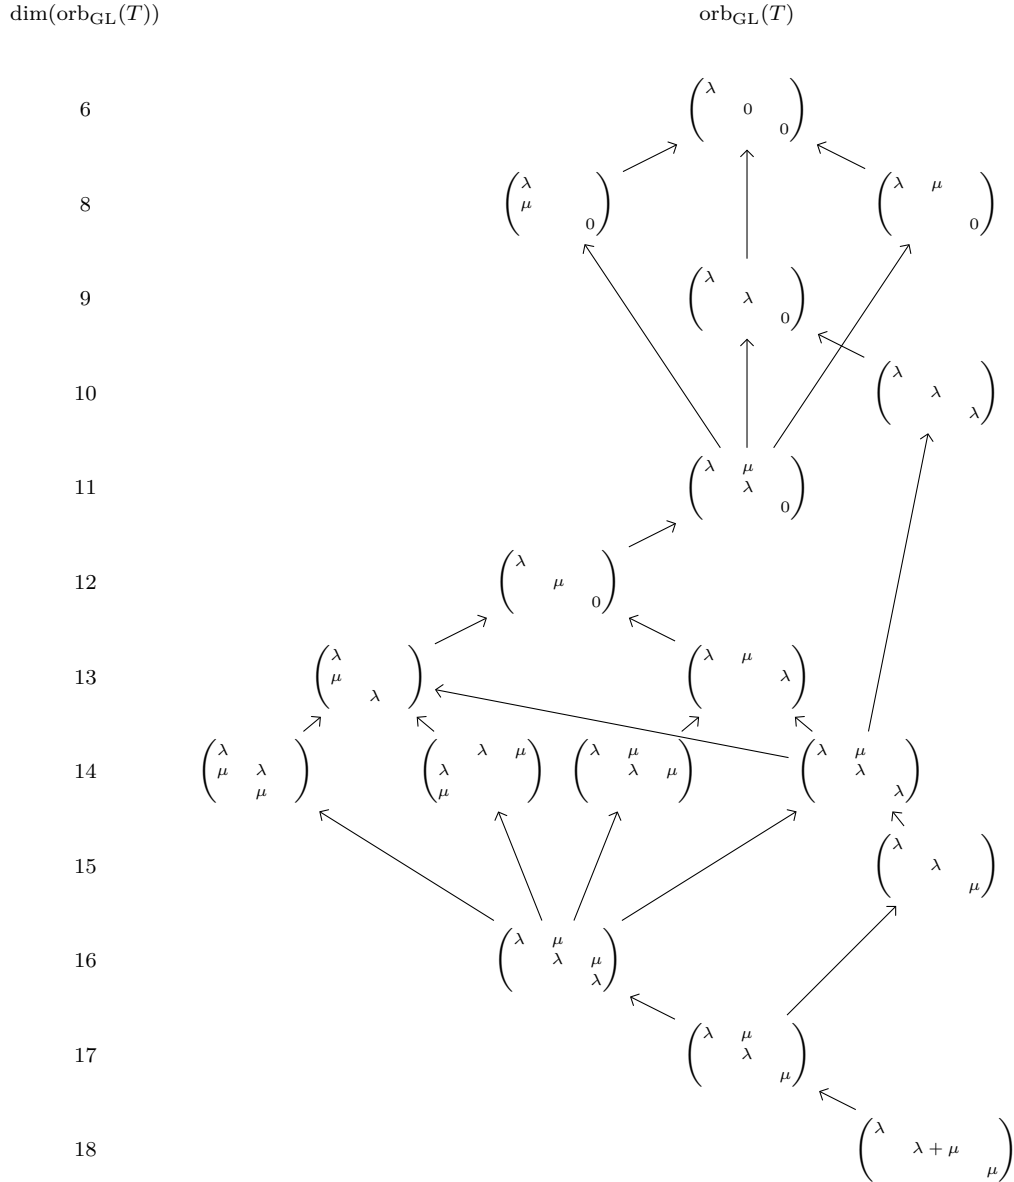 dim(orb_GL(T)) orb_GL(T)
λ
6 0
0
λ λ μ
8 μ
0 0
λ
9 λ
0
λ
10 λ
λ
λ μ
11 λ
0
λ
12 μ
0
λ λ μ
13 μ
λ λ
λ λ μ λ μ λ μ
14 μ λ λ λ μ λ
μ μ λ
λ
15 λ
μ
λ μ
16 λ μ
λ
λ μ
17 λ
μ
λ
18 λ + μ
μ